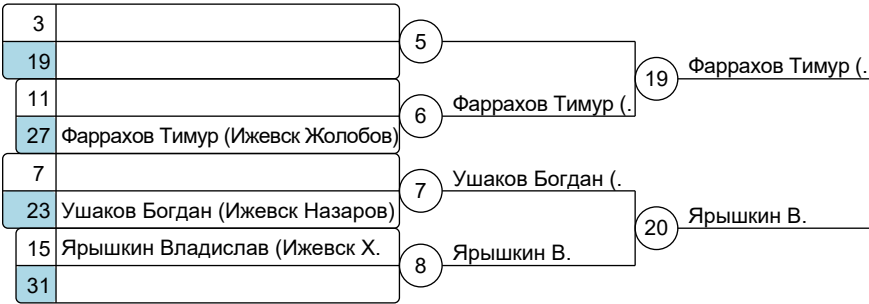 3
19
5
11
27 Фаррахов Тимур (Ижевск Жолобов)
6
Фаррахов Тимур (.
19
Фаррахов Тимур (.
7
23 Ушаков Богдан (Ижевск Назаров)
7
Ушаков Богдан (.
15 Ярышкин Владислав (Ижевск Х.
31
8
Ярышкин В.
20
Ярышкин В.